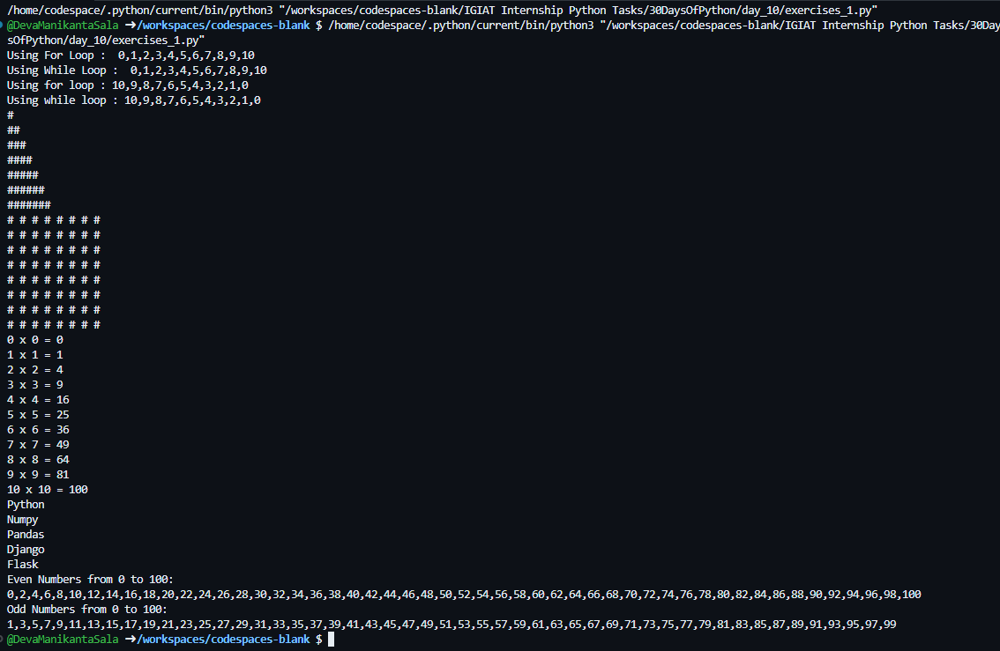 /home/codespace/.python/current/bin/python3 "/workspaces/codespaces-blank/IGIAT Internship Python Tasks/30DaysOfPython/day_10/exercises_1.py"
@DevaManikantaSala ➜/workspaces/codespaces-blank $ /home/codespace/.python/current/bin/python3 "/workspaces/codespaces-blank/IGIAT Internship Python Tasks/30Day
sOfPython/day_10/exercises_1.py"
Using For Loop :  0,1,2,3,4,5,6,7,8,9,10
Using While Loop :  0,1,2,3,4,5,6,7,8,9,10
Using for loop : 10,9,8,7,6,5,4,3,2,1,0
Using while loop : 10,9,8,7,6,5,4,3,2,1,0
#
##
###
####
#####
######
#######
# # # # # # # #
# # # # # # # #
# # # # # # # #
# # # # # # # #
# # # # # # # #
# # # # # # # #
# # # # # # # #
# # # # # # # #
0 x 0 = 0
1 x 1 = 1
2 x 2 = 4
3 x 3 = 9
4 x 4 = 16
5 x 5 = 25
6 x 6 = 36
7 x 7 = 49
8 x 8 = 64
9 x 9 = 81
10 x 10 = 100
Python
Numpy
Pandas
Django
Flask
Even Numbers from 0 to 100:
0,2,4,6,8,10,12,14,16,18,20,22,24,26,28,30,32,34,36,38,40,42,44,46,48,50,52,54,56,58,60,62,64,66,68,70,72,74,76,78,80,82,84,86,88,90,92,94,96,98,100
Odd Numbers from 0 to 100:
1,3,5,7,9,11,13,15,17,19,21,23,25,27,29,31,33,35,37,39,41,43,45,47,49,51,53,55,57,59,61,63,65,67,69,71,73,75,77,79,81,83,85,87,89,91,93,95,97,99
@DevaManikantaSala ➜/workspaces/codespaces-blank $